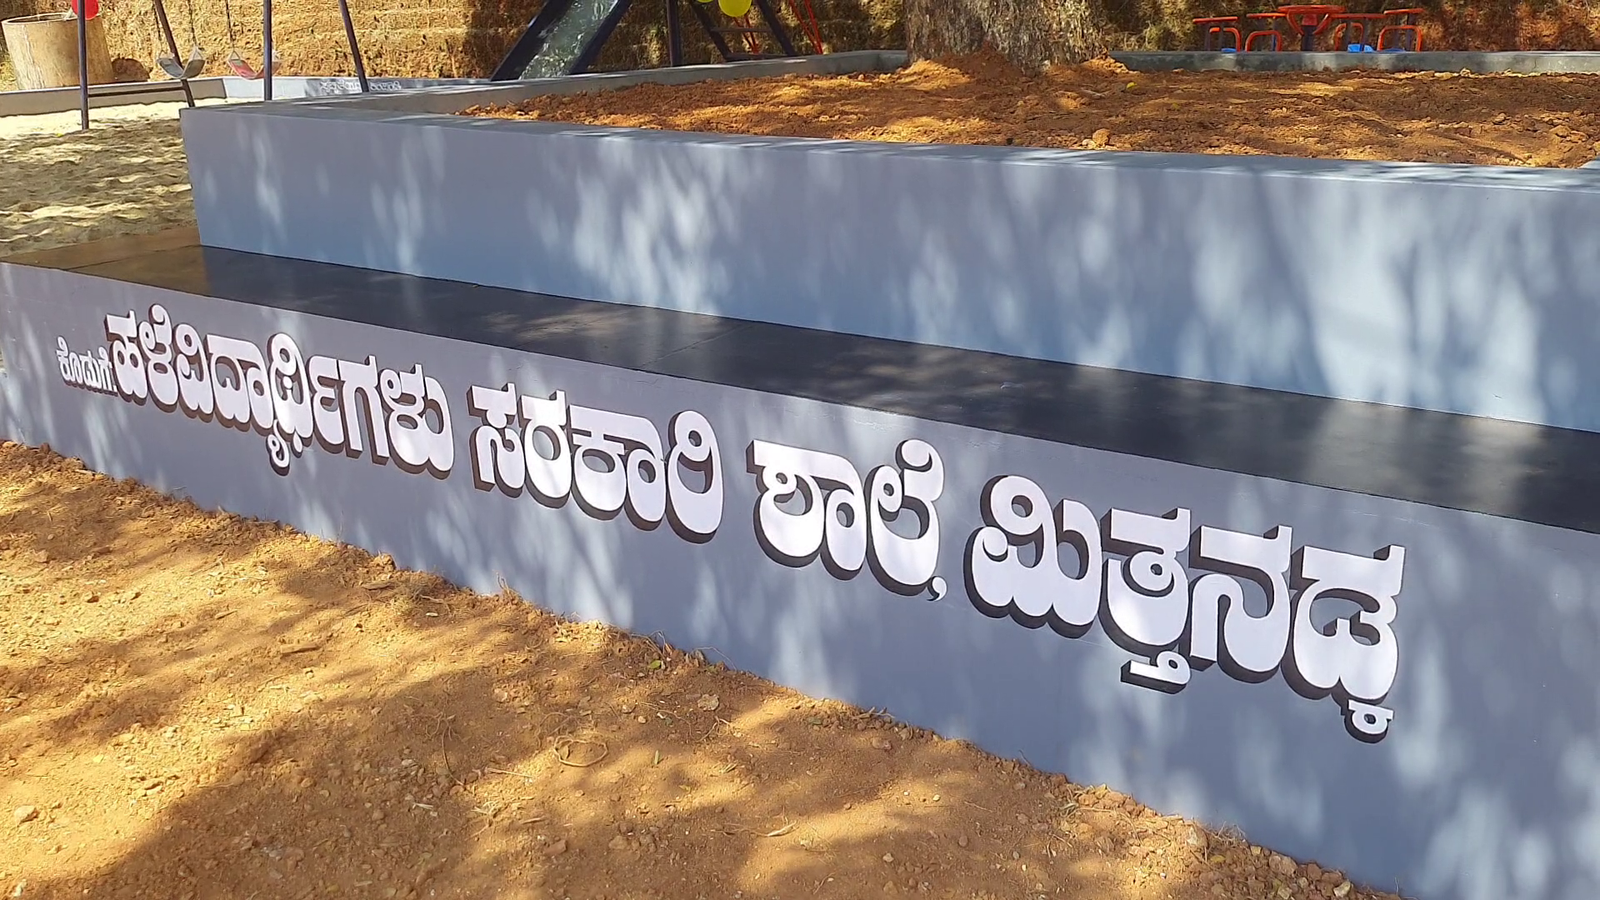 ಕೊಡುಗೆ: ಹಳೆವಿದ್ಯಾರ್ಥಿಗಳು ಸರಕಾರಿ ಶಾಲೆ, ಮಿತ್ತನಡ್ಕ